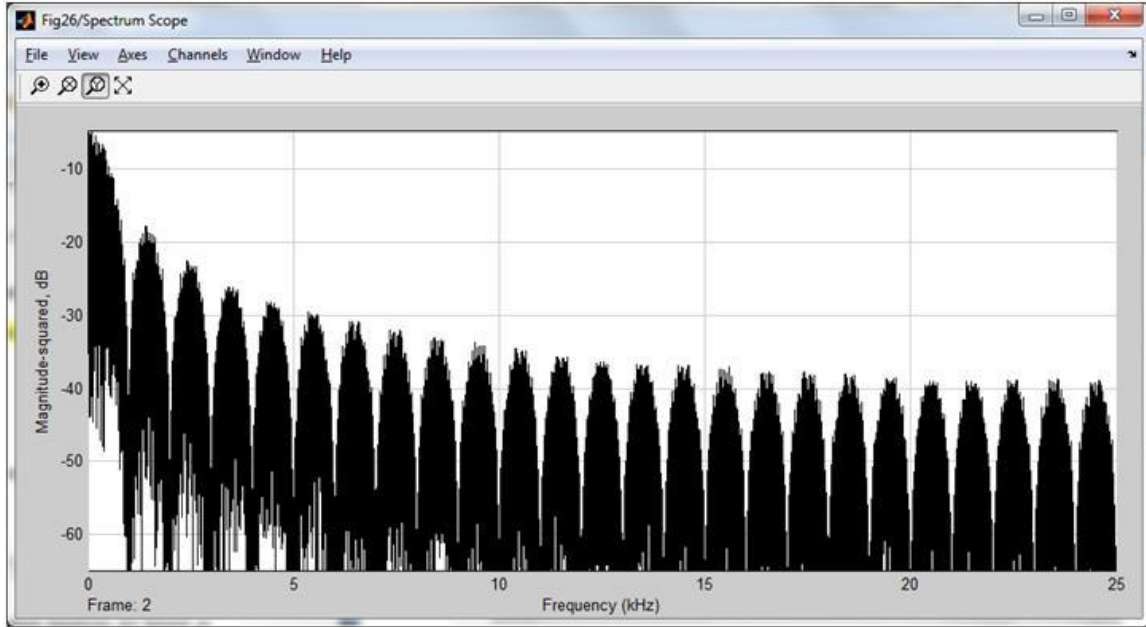 Fig26/Spectrum Scope
File View Axes Channels Window Help
Magnitude-squared, dB
-10
-20
-30
-40
-50
-60
0 5 10 15 20 25
Frame: 2 Frequency (kHz)